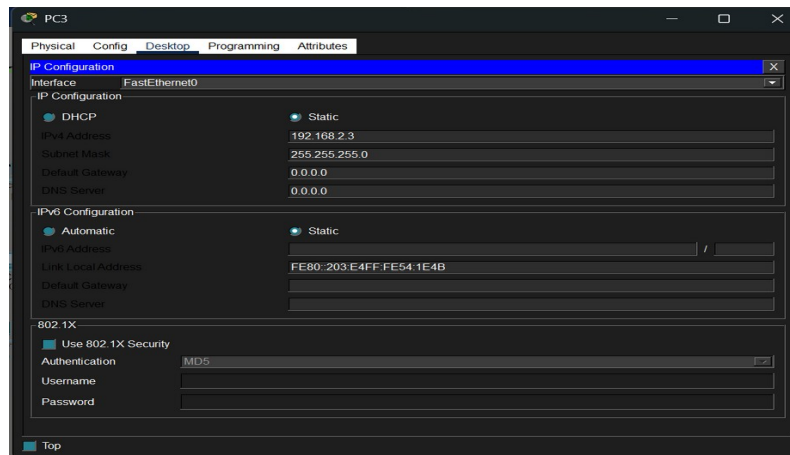 PC3
Physical Config Desktop Programming Attributes
IP Configuration X
Interface FastEthernet0
IP Configuration
DHCP Static
IPv4 Address 192.168.2.3
Subnet Mask 255.255.255.0
Default Gateway 0.0.0.0
DNS Server 0.0.0.0
IPv6 Configuration
Automatic Static
IPv6 Address /
Link Local Address FE80::203:E4FF:FE54:1E4B
Default Gateway
DNS Server
802.1X
Use 802.1X Security
Authentication MD5
Username
Password
Top